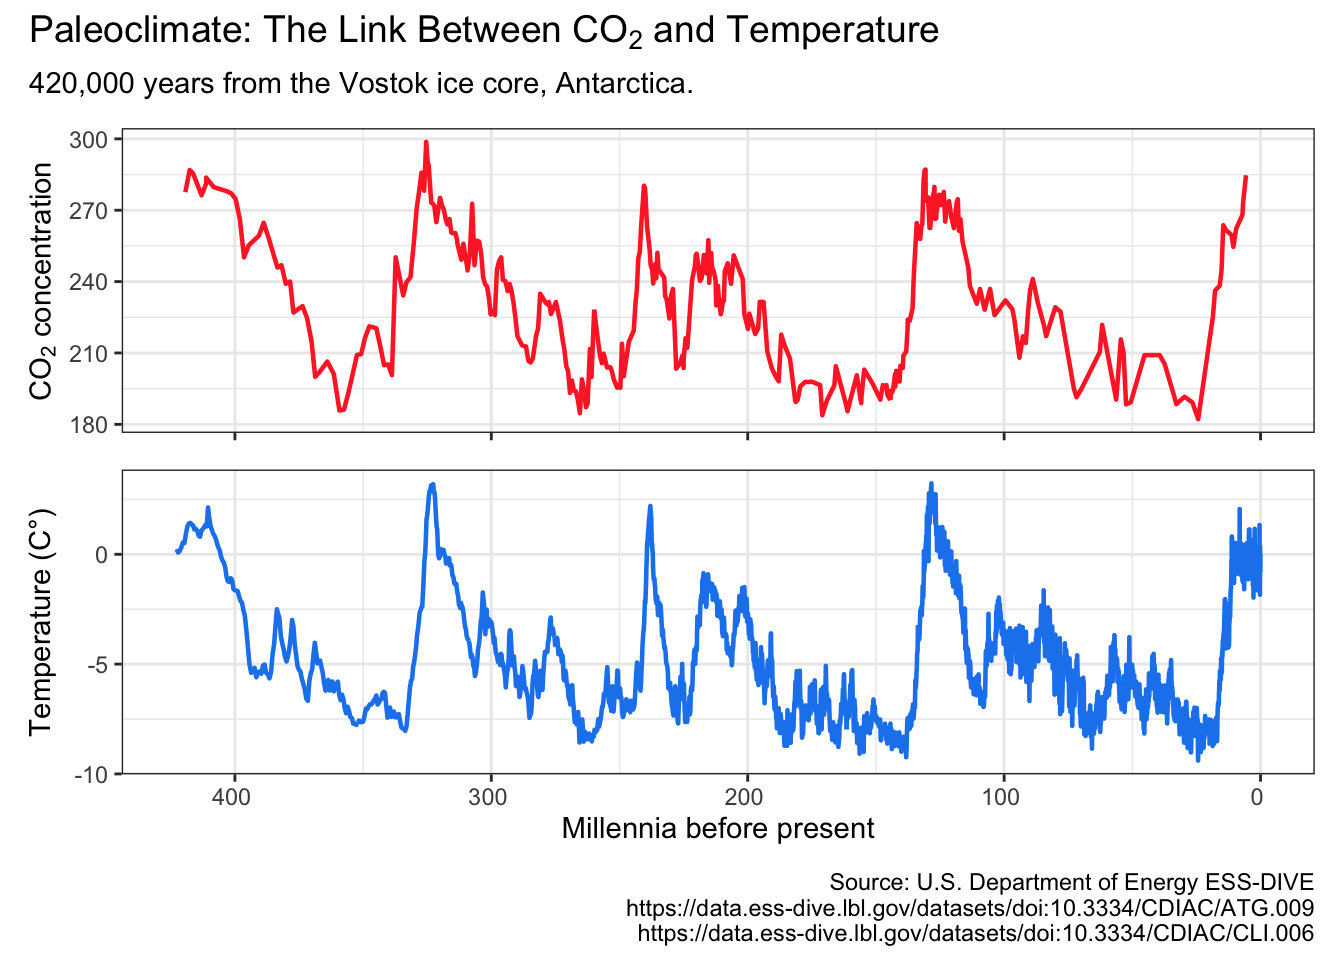 Paleoclimate: The Link Between CO₂ and Temperature
420,000 years from the Vostok ice core, Antarctica.
CO₂ concentration
300
270
240
210
180
Temperature (C°)
0
-5
-10
400 300 200 100 0
Millennia before present
Source: U.S. Department of Energy ESS-DIVE
https://data.ess-dive.lbl.gov/datasets/doi:10.3334/CDIAC/ATG.009
https://data.ess-dive.lbl.gov/datasets/doi:10.3334/CDIAC/CLI.006